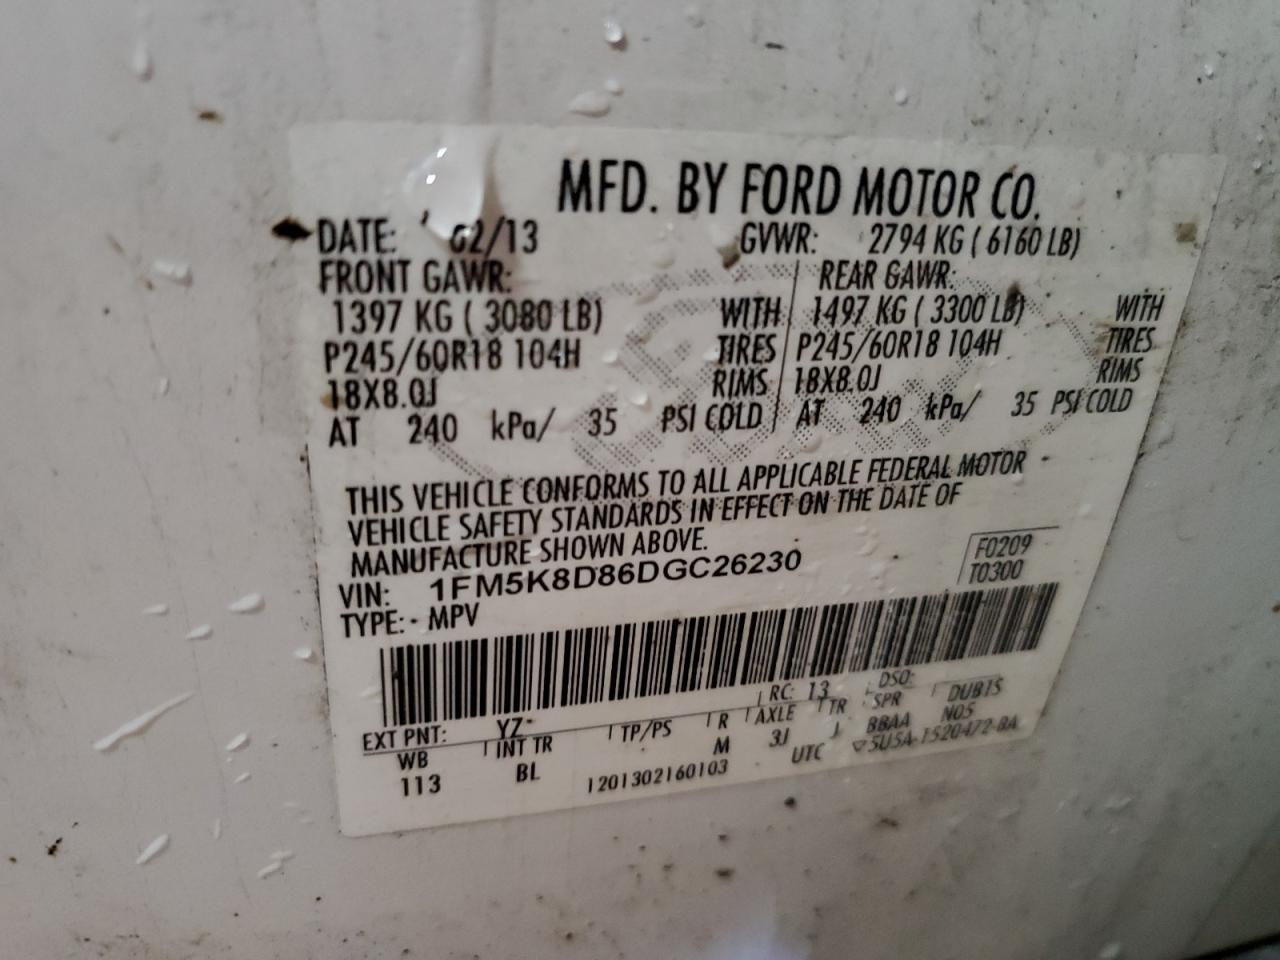 MFD. BY FORD MOTOR CO.
DATE: 02/13 GVWR: 2794 KG ( 6160 LB)
FRONT GAWR: REAR GAWR:
1397 KG ( 3080 LB) WITH 1497 KG ( 3300 LB) WITH
P245/60R18 104H TIRES P245/60R18 104H TIRES
18X8.0J RIMS 18X8.0J RIMS
AT 240 kPa/ 35 PSI COLD AT 240 kPa/ 35 PSI COLD
THIS VEHICLE CONFORMS TO ALL APPLICABLE FEDERAL MOTOR
VEHICLE SAFETY STANDARDS IN EFFECT ON THE DATE OF
MANUFACTURE SHOWN ABOVE.
VIN: 1FM5K8D86DGC26230 F0209
TYPE: MPV T0300
EXT PNT: YZ RC: 13 DSO:
WB INT TR TP/PS R AXLE TR SPR DUB1S
113 BL M 3J J BBAA N05
1201302160103 UTC 5U5A-1520472-BA